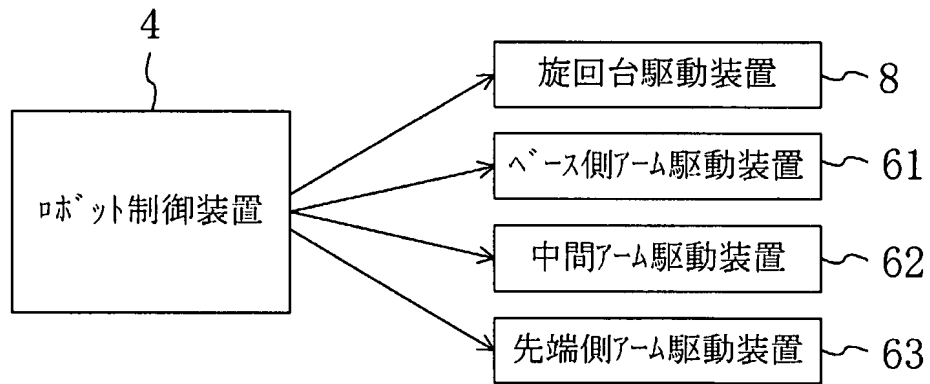 4
ロボット制御装置
旋回台駆動装置
8
ベース側アーム駆動装置
61
中間アーム駆動装置
62
先端側アーム駆動装置
63